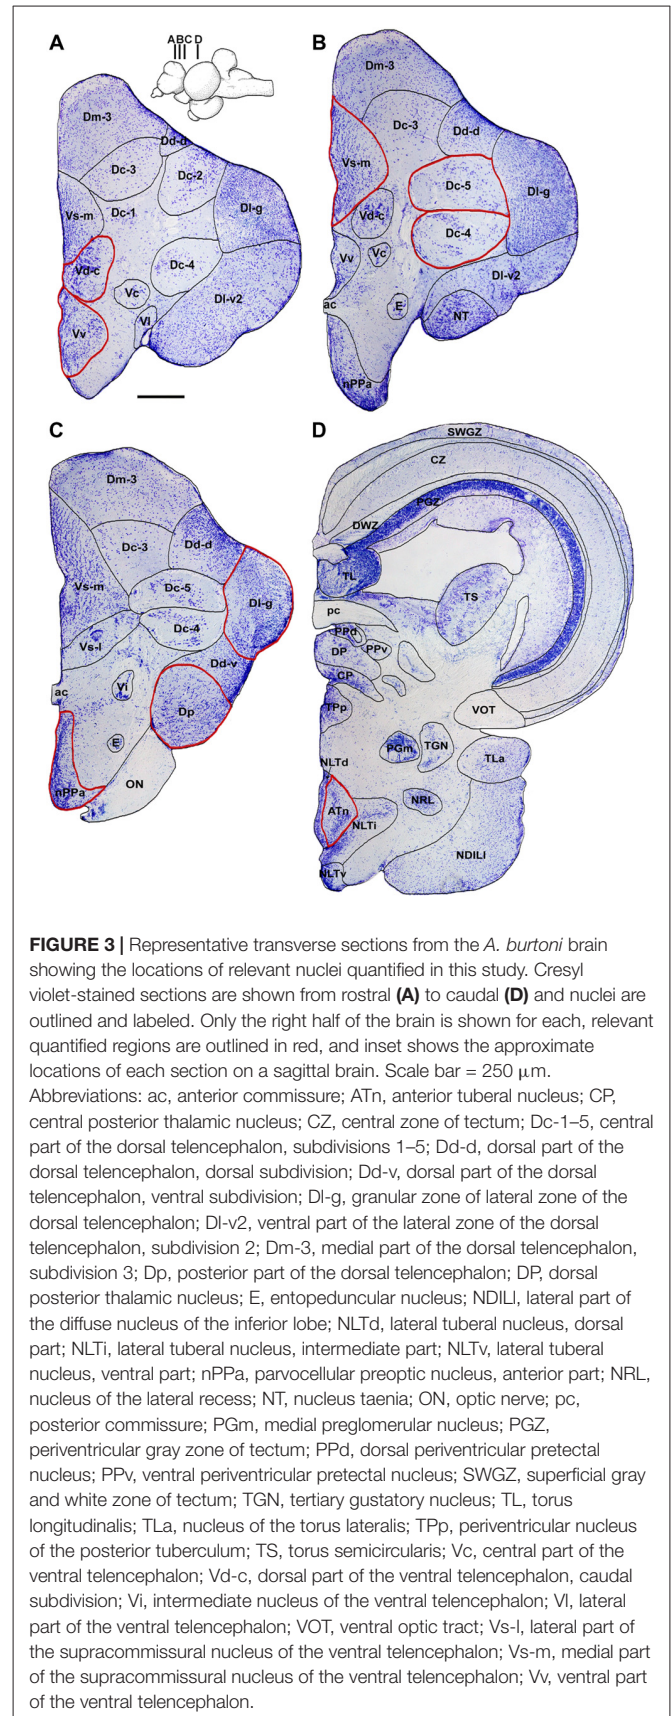 A
A B C D
Dm-3
Dd-d
Dc-3
Dc-2
Vs-m
Dc-1
Dl-g
Vd-c
Dc-4
Vc
Dl-v2
Vv
Vl
B
Dm-3
Dc-3
Dd-d
Vs-m
Dc-5
Dl-g
Vd-c
Dc-4
Vv
Vc
Dl-v2
ac
E
NT
nPPa
C
Dm-3
Dc-3
Dd-d
Vs-m
Dc-5
Dl-g
Dc-4
Vs-l
Dd-v
ac
Vi
Dp
E
nPPa
ON
D
SWGZ
CZ
PGZ
DWZ
TL
TS
pc
PPd
DP
PPv
CP
TPp
VOT
PGm
TGN
TLa
NLTd
ATn
NRL
NLTi
NDILl
NLTv
FIGURE 3 | Representative transverse sections from the A. burtoni brain
showing the locations of relevant nuclei quantified in this study. Cresyl
violet-stained sections are shown from rostral (A) to caudal (D) and nuclei are
outlined and labeled. Only the right half of the brain is shown for each, relevant
quantified regions are outlined in red, and inset shows the approximate
locations of each section on a sagittal brain. Scale bar = 250 μm.
Abbreviations: ac, anterior commissure; ATn, anterior tuberal nucleus; CP,
central posterior thalamic nucleus; CZ, central zone of tectum; Dc-1–5, central
part of the dorsal telencephalon, subdivisions 1–5; Dd-d, dorsal part of the
dorsal telencephalon, dorsal subdivision; Dd-v, dorsal part of the dorsal
telencephalon, ventral subdivision; Dl-g, granular zone of lateral zone of the
dorsal telencephalon; Dl-v2, ventral part of the lateral zone of the dorsal
telencephalon, subdivision 2; Dm-3, medial part of the dorsal telencephalon,
subdivision 3; Dp, posterior part of the dorsal telencephalon; DP, dorsal
posterior thalamic nucleus; E, entopeduncular nucleus; NDILl, lateral part of
the diffuse nucleus of the inferior lobe; NLTd, lateral tuberal nucleus, dorsal
part; NLTi, lateral tuberal nucleus, intermediate part; NLTv, lateral tuberal
nucleus, ventral part; nPPa, parvocellular preoptic nucleus, anterior part; NRL,
nucleus of the lateral recess; NT, nucleus taenia; ON, optic nerve; pc,
posterior commissure; PGm, medial preglomerular nucleus; PGZ,
periventricular gray zone of tectum; PPd, dorsal periventricular pretectal
nucleus; PPv, ventral periventricular pretectal nucleus; SWGZ, superficial gray
and white zone of tectum; TGN, tertiary gustatory nucleus; TL, torus
longitudinalis; TLa, nucleus of the torus lateralis; TPp, periventricular nucleus
of the posterior tuberculum; TS, torus semicircularis; Vc, central part of the
ventral telencephalon; Vd-c, dorsal part of the ventral telencephalon, caudal
subdivision; Vi, intermediate nucleus of the ventral telencephalon; Vl, lateral
part of the ventral telencephalon; VOT, ventral optic tract; Vs-l, lateral part of
the supracommissural nucleus of the ventral telencephalon; Vs-m, medial part
of the supracommissural nucleus of the ventral telencephalon; Vv, ventral part
of the ventral telencephalon.